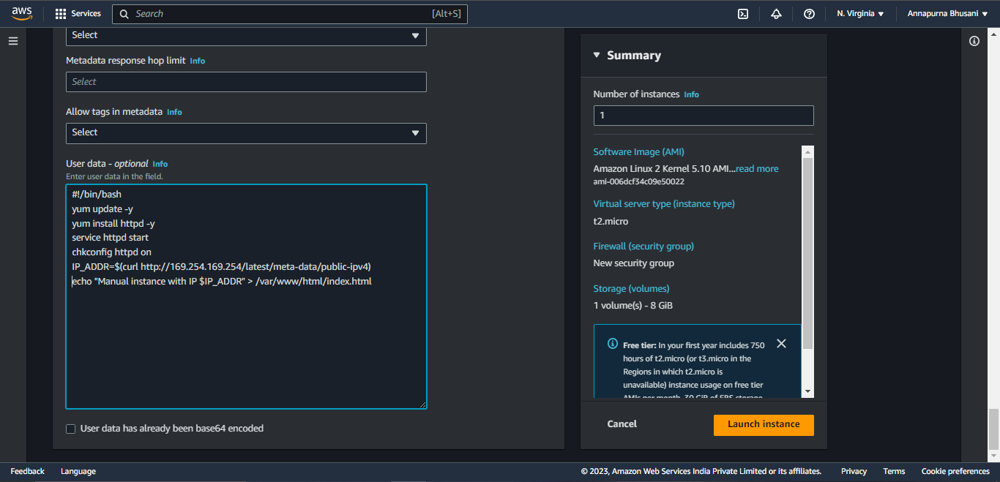 aws Services Search [Alt+S] N. Virginia Annapurna Bhusani
Select
Metadata response hop limit Info
Select
Allow tags in metadata Info
Select
User data - optional Info
Enter user data in the field.
#!/bin/bash
yum update -y
yum install httpd -y
service httpd start
chkconfig httpd on
IP_ADDR=$(curl http://169.254.169.254/latest/meta-data/public-ipv4)
echo "Manual instance with IP $IP_ADDR" > /var/www/html/index.html
User data has already been base64 encoded
Summary
Number of instances Info
1
Software Image (AMI)
Amazon Linux 2 Kernel 5.10 AMI...read more
ami-006dcf34c09e50022
Virtual server type (instance type)
t2.micro
Firewall (security group)
New security group
Storage (volumes)
1 volume(s) - 8 GiB
Free tier: In your first year includes 750
hours of t2.micro (or t3.micro in the
Regions in which t2.micro is
unavailable) instance usage on free tier
AMIs per month, 30 GiB of EBS storage,
Cancel Launch instance
Feedback Language © 2023, Amazon Web Services India Private Limited or its affiliates. Privacy Terms Cookie preferences